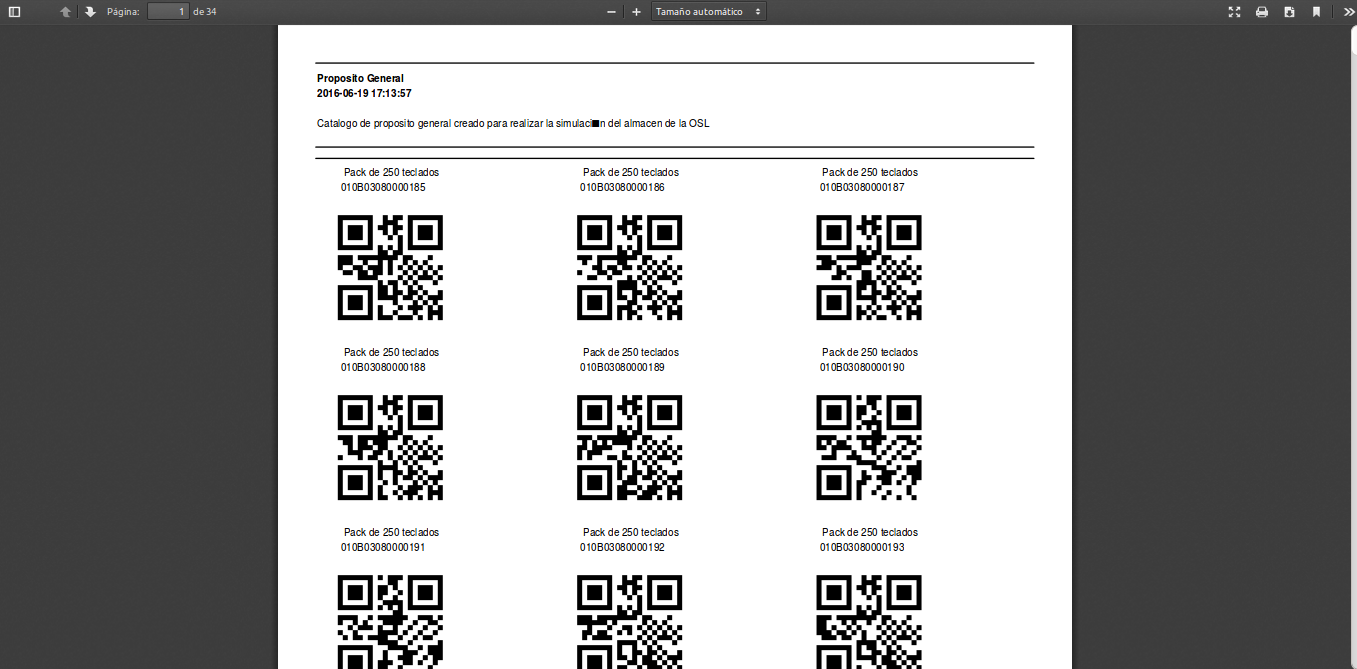 Página: 1 de 34 Tamaño automático
Proposito General
2016-06-19 17:13:57
Catalogo de proposito general creado para realizar la simulaci■n del almacen de la OSL
Pack de 250 teclados Pack de 250 teclados Pack de 250 teclados
010B03080000185 010B03080000186 010B03080000187
Pack de 250 teclados Pack de 250 teclados Pack de 250 teclados
010B03080000188 010B03080000189 010B03080000190
Pack de 250 teclados Pack de 250 teclados Pack de 250 teclados
010B03080000191 010B03080000192 010B03080000193